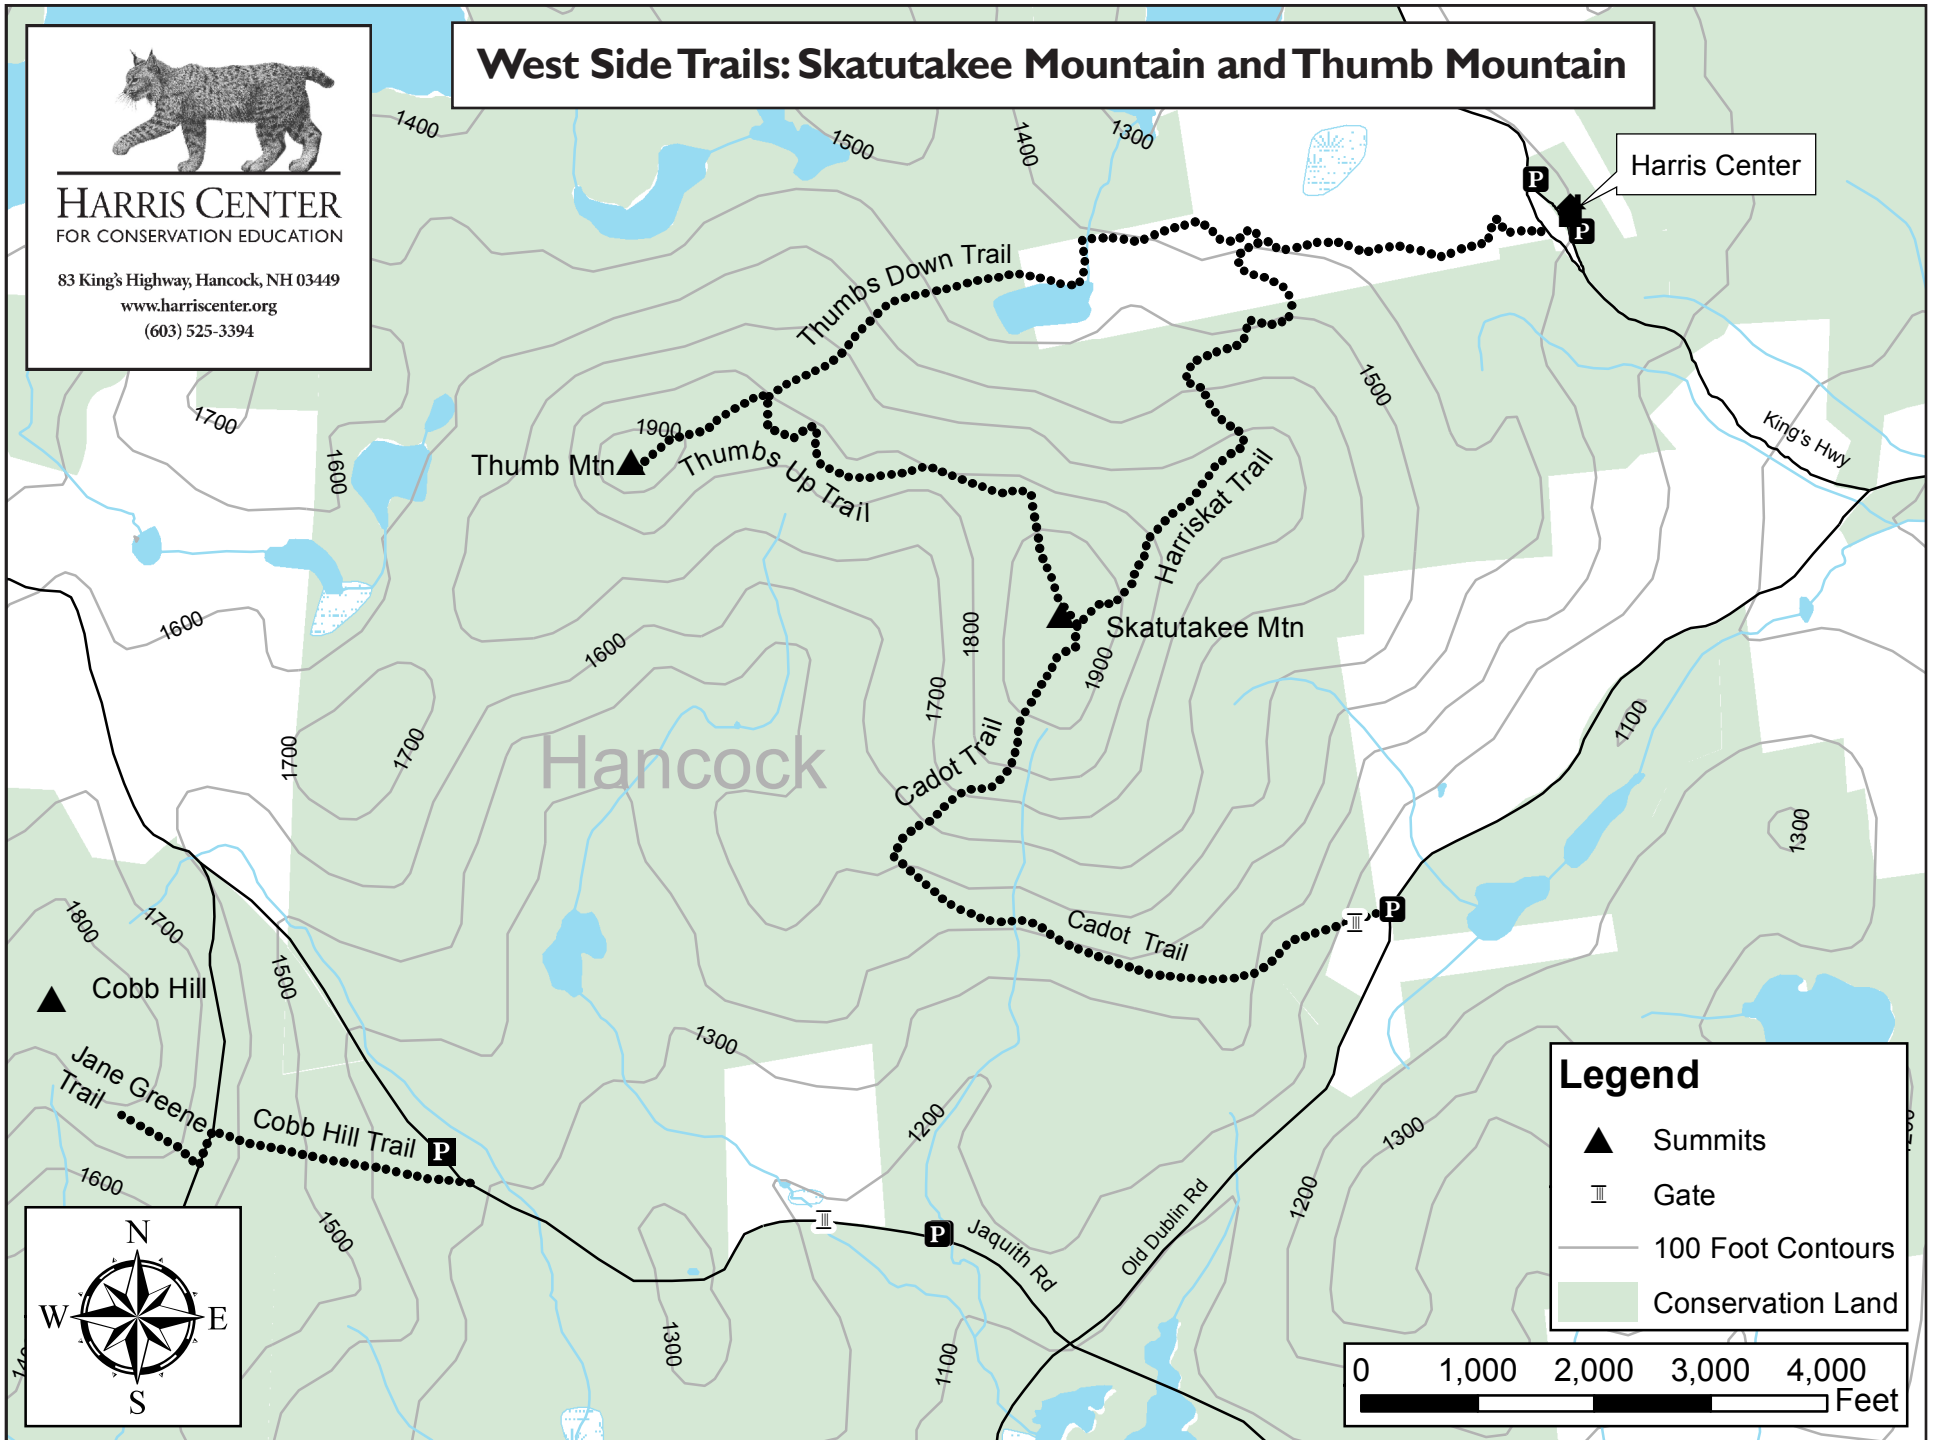 West Side Trails: Skatutakee Mountain and Thumb Mountain
HARRIS CENTER
FOR CONSERVATION EDUCATION
83 King's Highway, Hancock, NH 03449
www.harriscenter.org
(603) 525-3394
1400
1500
1400
1300
P
Harris Center
P
Thumbs Down Trail
1700
1600
1900
Thumb Mtn
Thumbs Up Trail
1500
King's Hwy
Harriskat Trail
1600
1600
1800
Skatutakee Mtn
1900
1700
1700
1700
Hancock
Cadot Trail
1100
1300
P
Cadot Trail
1800
1700
1500
Cobb Hill
1300
Jane Greene
Trail
Cobb Hill Trail
P
1200
1300
1600
1500
1200
P
Jaquith Rd
Old Dublin Rd
1300
1100
N
W
E
S
Legend
Summits
Gate
100 Foot Contours
Conservation Land
0 1,000 2,000 3,000 4,000
Feet